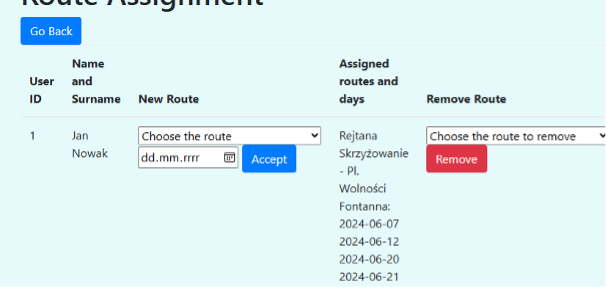 Route Assignment
Go Back
User ID
Name and Surname
New Route
Assigned routes and days
Remove Route
1
Jan Nowak
Choose the route
dd.mm.rrrr
Accept
Rejtana
Skrzyżowanie
- Pl.
Wolności
Fontanna:
2024-06-07
2024-06-12
2024-06-20
2024-06-21
Choose the route to remove
Remove